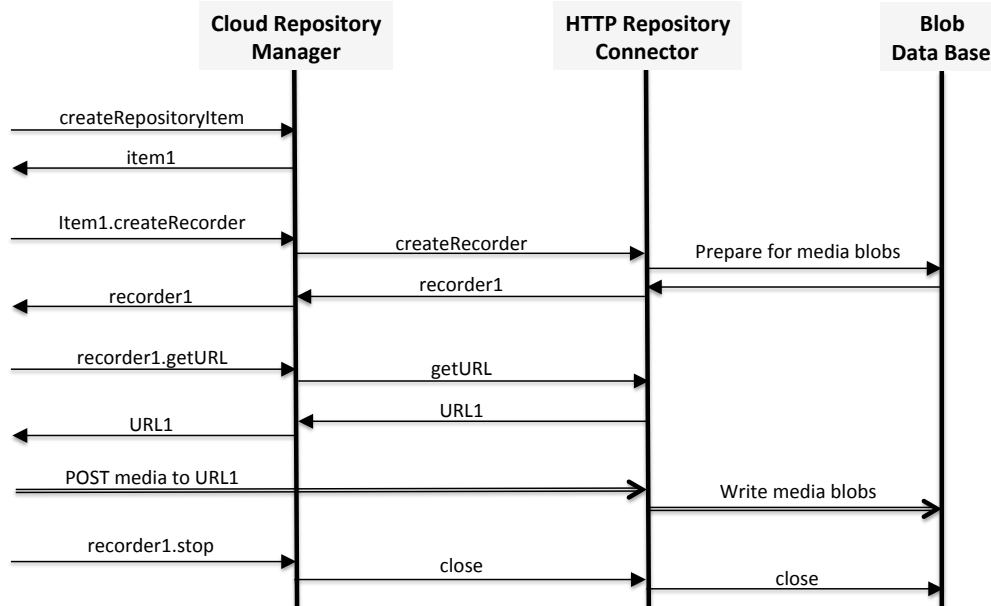 Cloud Repository
Manager
HTTP Repository
Connector
Blob
Data Base
createRepositoryItem
item1
Item1.createRecorder
createRecorder
Prepare for media blobs
recorder1
recorder1
recorder1.getURL
getURL
URL1
URL1
POST media to URL1
Write media blobs
recorder1.stop
close
close